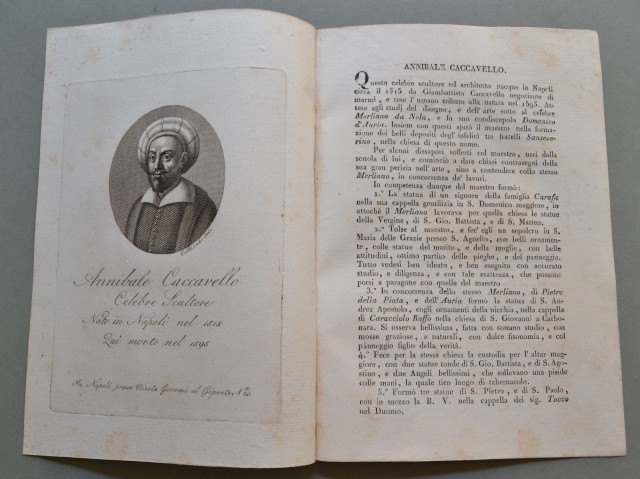 Annibale Caccavello
Celebre Scultore
Nato in Napoli nel 1515
Qui morto nel 1595
In Napoli presso Nicola Gervasi al Gigante N.º 20
ANNIBALE CACCAVELLO.
Questo celebre scultore ed architetto nacque in Napoli
circa il 1515 da Giambattista Caccavello negoziante di
marmi, e rese l'umano tributo alla natura nel 1595. At-
tese agli studj del disegno, e dell'arte sotto al celebre
Merliano da Nola, e fu suo condiscepolo Domenico
d'Auria. Insiem con questi ajutò il maestro nella forma-
zione dei belli depositi degl'infelici tre fratelli Sanseve-
rino, nella chiesa di questo nome.
Per alcuni dissapori sofferti col maestro, uscì dalla
scuola di lui, e cominciò a dare chiari contrassegni della
sua gran perizia nell'arte, sino a contendere collo stesso
Merliano, in concorrenza de' lavori.
In competenza dunque del maestro formò:
1.º La statua di un signore della famiglia Carafa
nella sua cappella gentilizia in S. Domenico maggiore, in
attochè il Merliano lavorava per quella chiesa le statue
della Vergine, di S. Gio. Battista, e di S. Matteo.
2.º Tolse al maestro, e fec'egli un sepolcro in S.
Maria delle Grazie presso S. Agnello, con belli ornamen-
ti, colle statue del marito, e della moglie, con belle
attitudini, ottimo partito delle pieghe, e del panneggio.
Tutto vedesi ben ideato, e ben eseguita con accurato
studio, e diligenza, e con tale esattezza, che possono
porsi a paragone con quelle del maestro
3.º In concorrenza dello stesso Merliano, di Pietro
della Piata, e dell'Auria formò la statua di S. An-
drea Apostolo, cogli ornamenti della nicchia, nella cappella
di Caracciolo Rosso nella chiesa di S. Giovanni a Carbo-
nara. Si osserva bellissima, fatta con sommo studio, con
mosse graziose, e naturali, con dolce fisonomia, e col
panneggio figlio della verità.
4.º Fece per la stessa chiesa la custodia per l'altar mag-
giore, con due statue tonde di S. Gio. Battista, e di S. Ago-
stino, e due Angeli bellissimi, che sollevano una piside
colle mani, la quale tien luogo di tabernacolo.
5.º Formò tre statue di S. Pietro, e di S. Paolo,
con in mezzo la B. V. nella cappella dei sig. Tocco
nel Duomo.